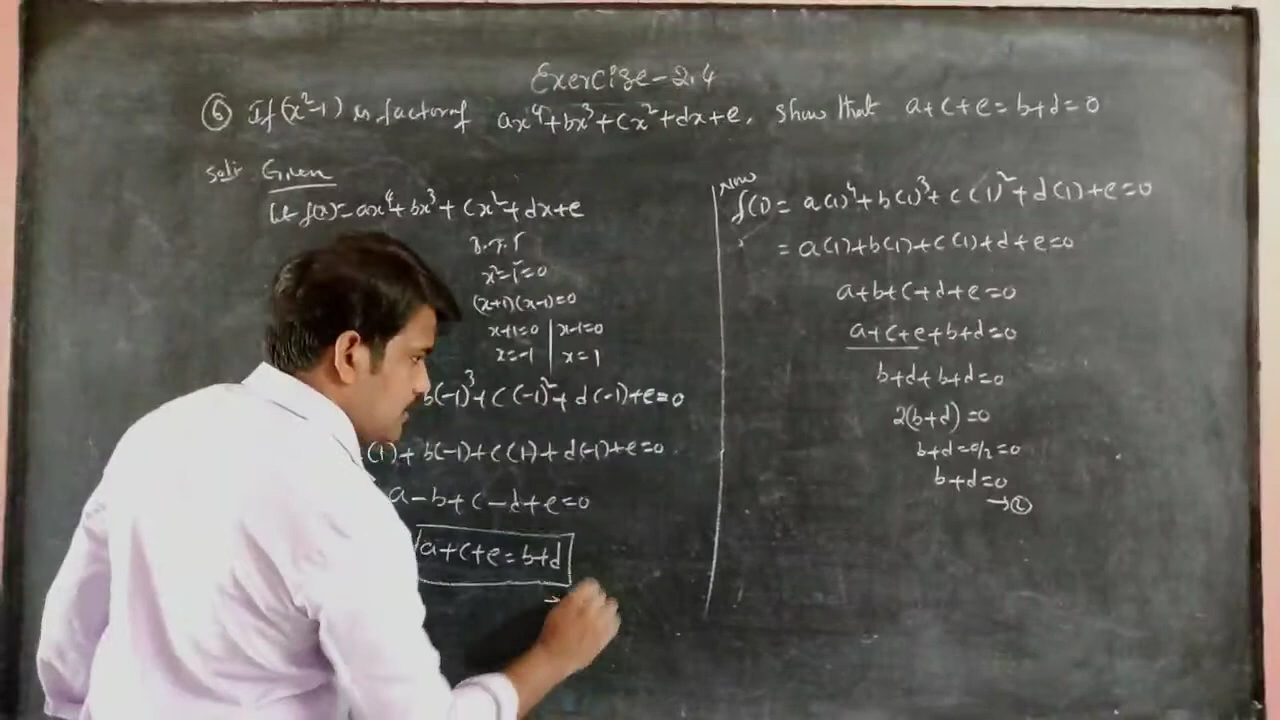 Exercise-2.4
⑥ If (x²-1) is factor of ax⁴+bx³+cx²+dx+e, show that a+c+e=b+d=0
Sol:- Given
Let f(x)=ax⁴+bx³+cx²+dx+e
x²-1=0
(x+1)(x-1)=0
x+1=0 | x-1=0
x=-1 | x=1
b(-1)³+c(-1)²+d(-1)+e=0
(1)+b(-1)+c(1)+d(-1)+e=0
a-b+c-d+e=0
a+c+e=b+d
→
Now
f(1)=a(1)⁴+b(1)³+c(1)²+d(1)+e=0
=a(1)+b(1)+c(1)+d+e=0
a+b+c+d+e=0
a+c+e+b+d=0
b+d+b+d=0
2(b+d)=0
b+d=0/2=0
b+d=0
→②